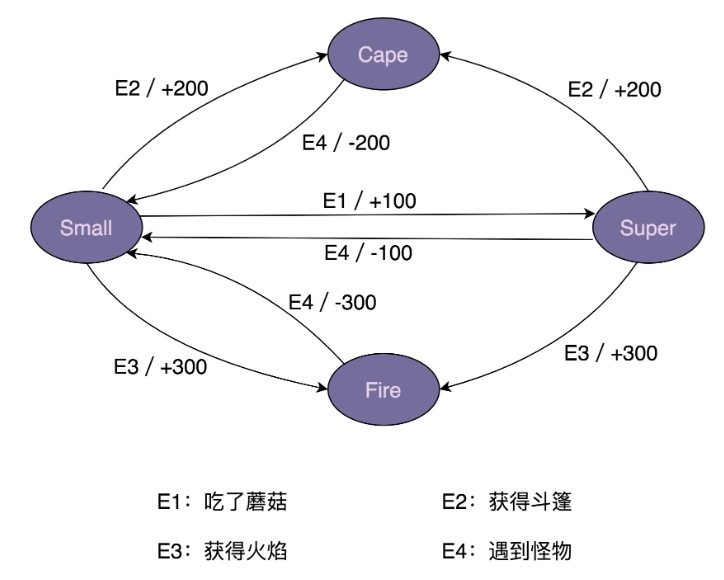 Cape
E2 / +200
E2 / +200
E4 / -200
E1 / +100
Small
Super
E4 / -100
E4 / -300
E3 / +300
E3 / +300
Fire
E1：吃了蘑菇
E2：获得斗篷
E3：获得火焰
E4：遇到怪物